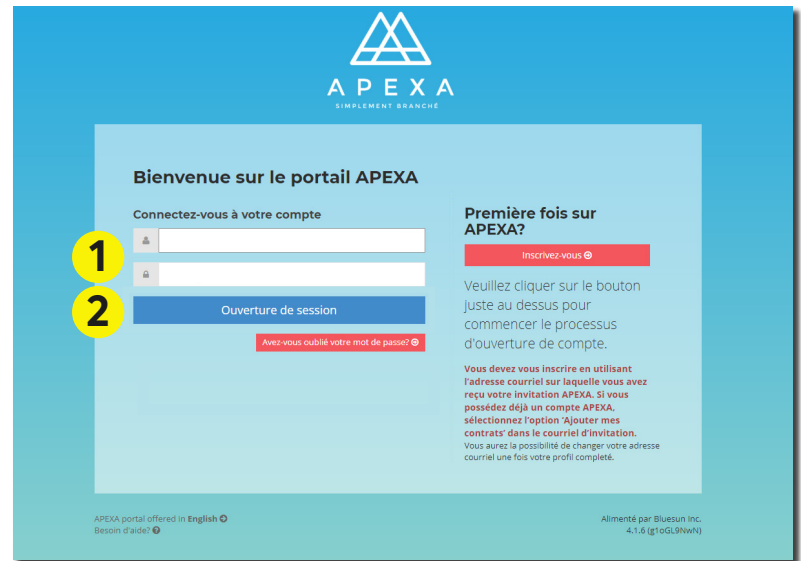 APEXA
SIMPLEMENT BRANCHÉ
Bienvenue sur le portail APEXA
Connectez-vous à votre compte
1
2
Ouverture de session
Avez-vous oublié votre mot de passe?
Première fois sur
APEXA?
Inscrivez-vous
Veuillez cliquer sur le bouton
juste au dessus pour
commencer le processus
d'ouverture de compte.
Vous devez vous inscrire en utilisant
l'adresse courriel sur laquelle vous avez
reçu votre invitation APEXA. Si vous
possédez déjà un compte APEXA,
sélectionnez l'option 'Ajouter mes
contrats' dans le courriel d'invitation.
Vous aurez la possibilité de changer votre adresse
courriel une fois votre profil completé.
APEXA portal offered in English
Besoin d'aide?
Alimenté par Bluesun Inc.
4.1.6 (g1oGL9NwN)